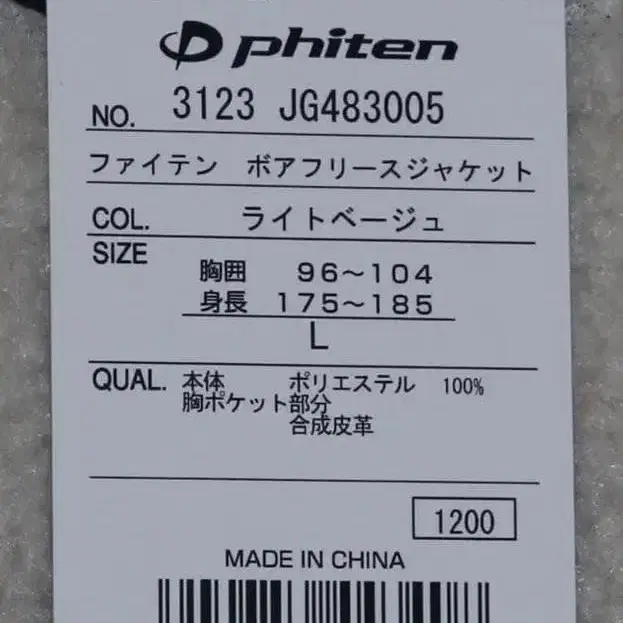 phiten
NO. 3123 JG483005
ファイテン ボアフリースジャケット
COL. ライトベージュ
SIZE
胸囲 96～104
身長 175～185
L
QUAL. 本体 ポリエステル 100%
胸ポケット部分
合成皮革
1200
MADE IN CHINA